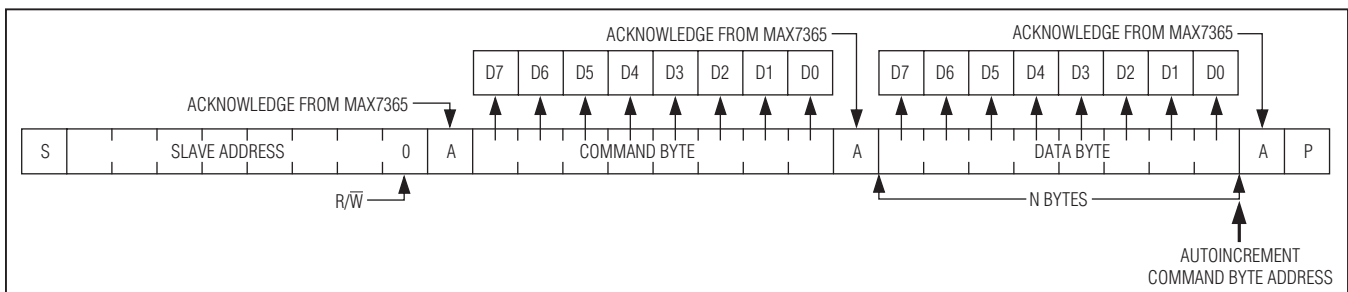 ACKNOWLEDGE FROM MAX7365
ACKNOWLEDGE FROM MAX7365
D7 D6 D5 D4 D3 D2 D1 D0
D7 D6 D5 D4 D3 D2 D1 D0
ACKNOWLEDGE FROM MAX7365
S SLAVE ADDRESS 0 A COMMAND BYTE A DATA BYTE A P
R/W̅
N BYTES
AUTOINCREMENT
COMMAND BYTE ADDRESS